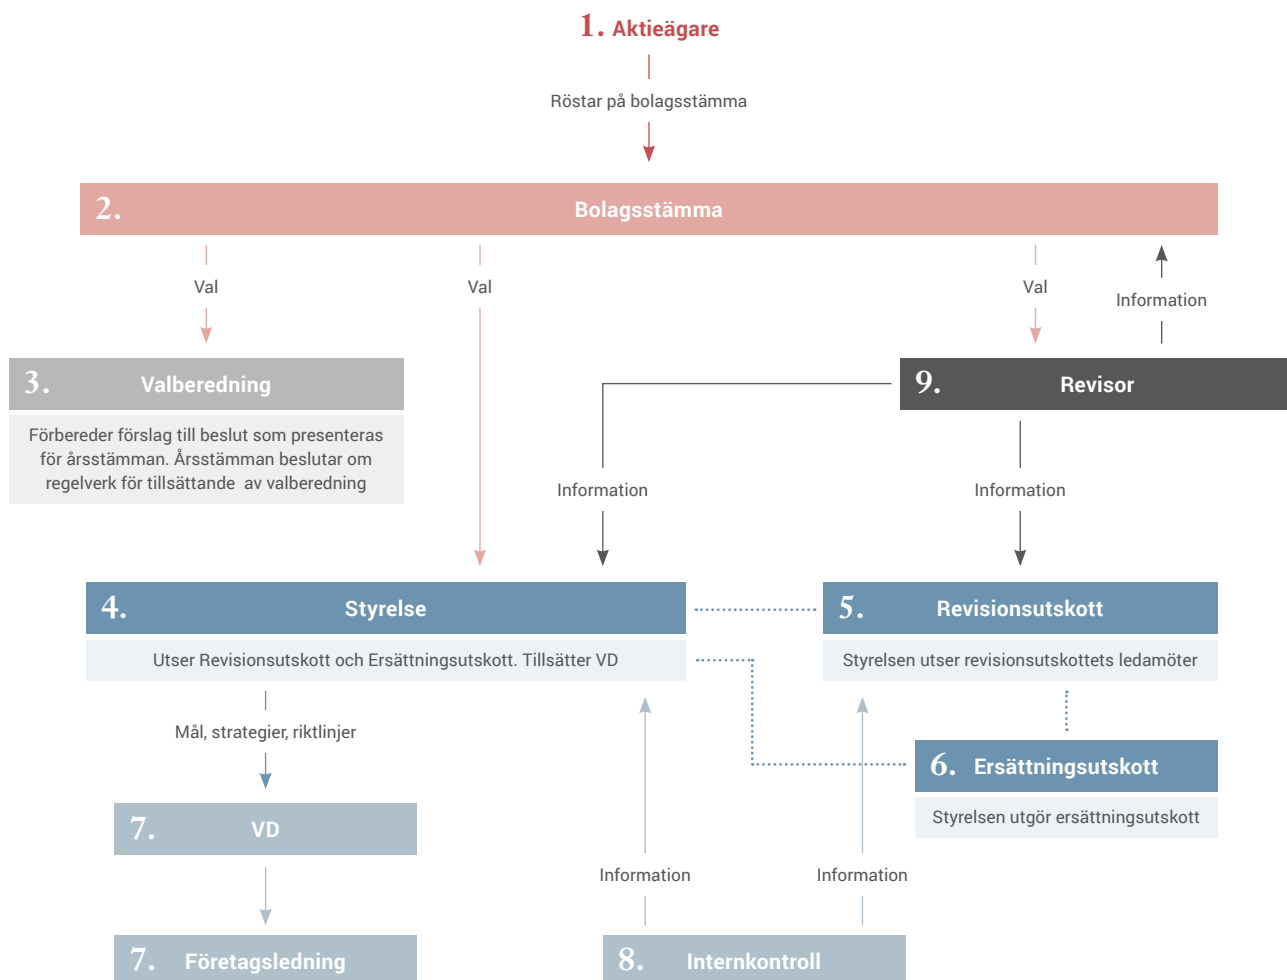 1. Aktieägare
Röstar på bolagsstämma
2. Bolagsstämma
Val
Val
Val
Information
3. Valberedning
Förbereder förslag till beslut som presenteras
för årsstämman. Årsstämman beslutar om
regelverk för tillsättande av valberedning
9. Revisor
Information
Information
4. Styrelse
Utser Revisionsutskott och Ersättningsutskott. Tillsätter VD
5. Revisionsutskott
Styrelsen utser revisionsutskottets ledamöter
Mål, strategier, riktlinjer
6. Ersättningsutskott
Styrelsen utgör ersättningsutskott
7. VD
Information
Information
7. Företagsledning
8. Internkontroll